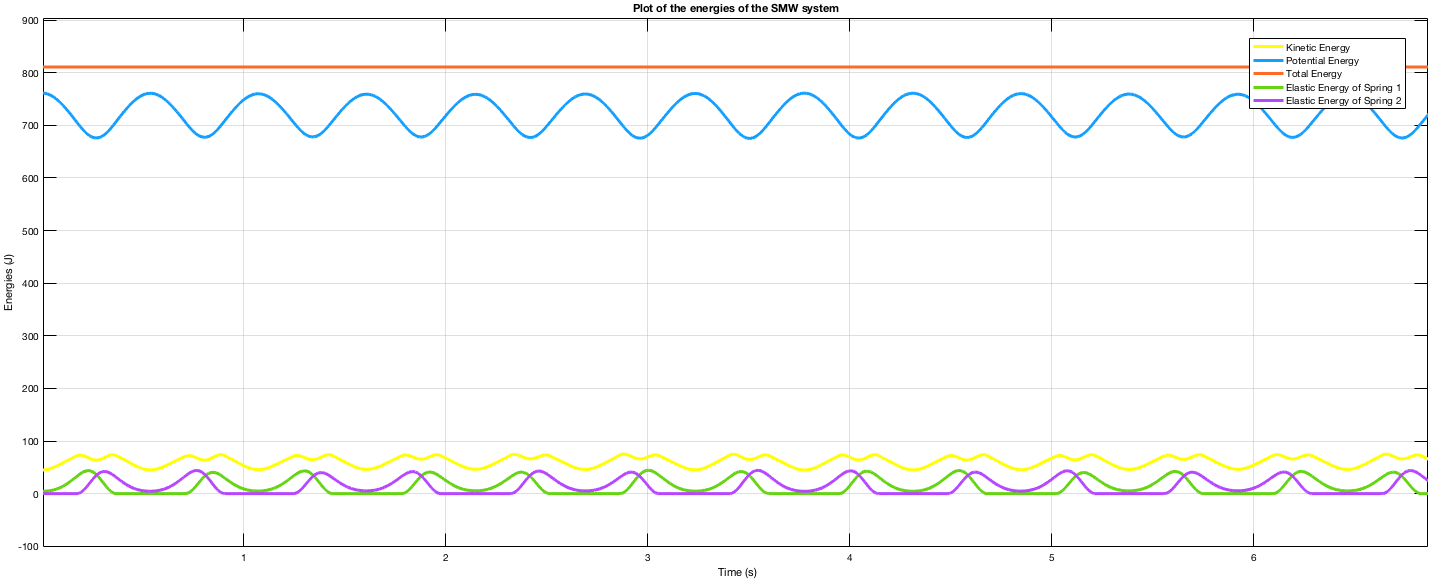 Plot of the energies of the SMW system
900
800
700
600
500
400
300
200
100
0
-100
Energies (J)
Kinetic Energy
Potential Energy
Total Energy
Elastic Energy of Spring 1
Elastic Energy of Spring 2
1
2
3
4
5
6
Time (s)